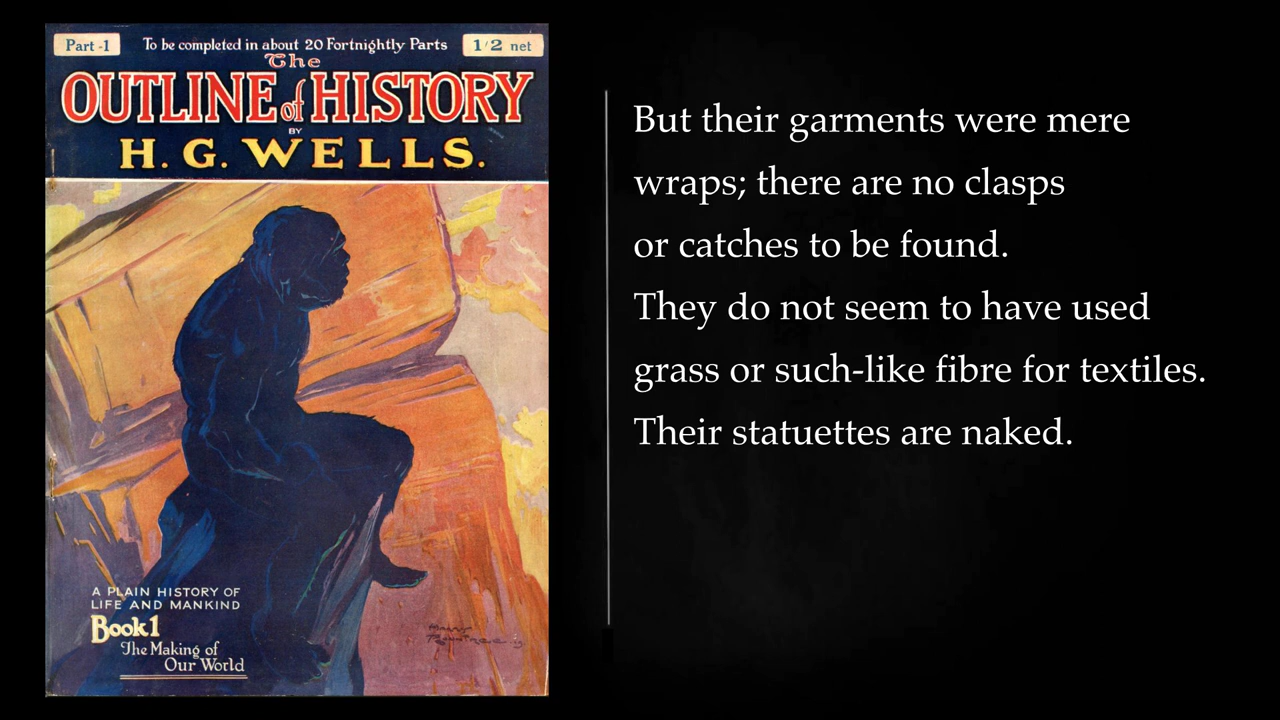 Part -1
To be completed in about 20 Fortnightly Parts
1/2 net
The
OUTLINE of HISTORY
BY
H. G. WELLS.
A PLAIN HISTORY OF
LIFE AND MANKIND
Book 1
The Making of
Our World
But their garments were mere
wraps; there are no clasps
or catches to be found.
They do not seem to have used
grass or such-like fibre for textiles.
Their statuettes are naked.